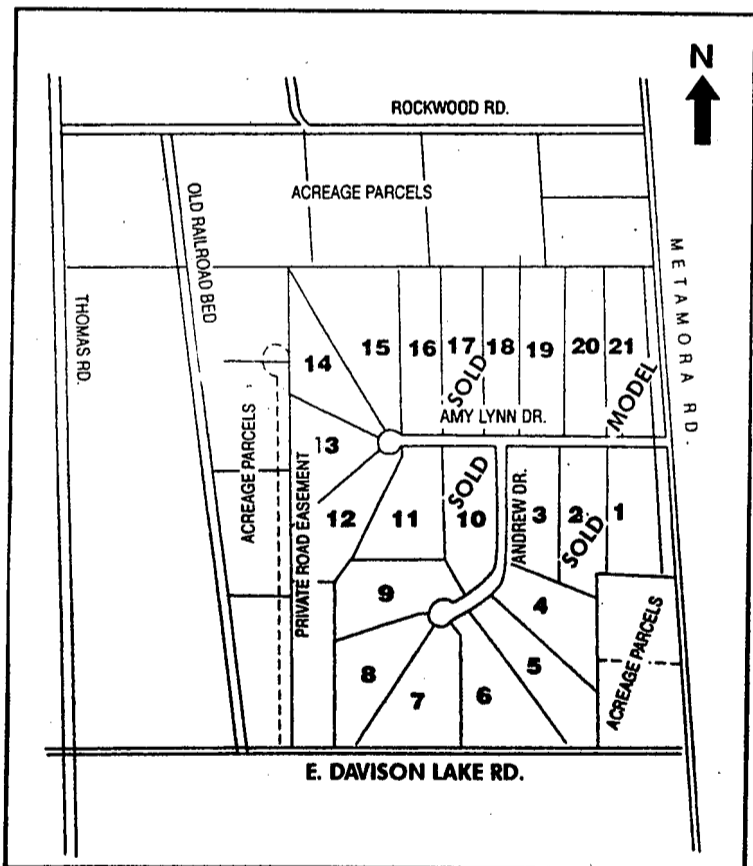 N
ROCKWOOD RD.
ACREAGE PARCELS
OLD RAILROAD BED
METAMORA RD.
THOMAS RD.
14
15
16
17
18
19
20
21
SOLD
MODEL
AMY LYNN DR.
13
ACREAGE PARCELS
PRIVATE ROAD EASEMENT
12
11
10
SOLD
ANDREW DR.
3
2
SOLD
1
9
4
ACREAGE PARCELS
8
7
6
5
E. DAVISON LAKE RD.